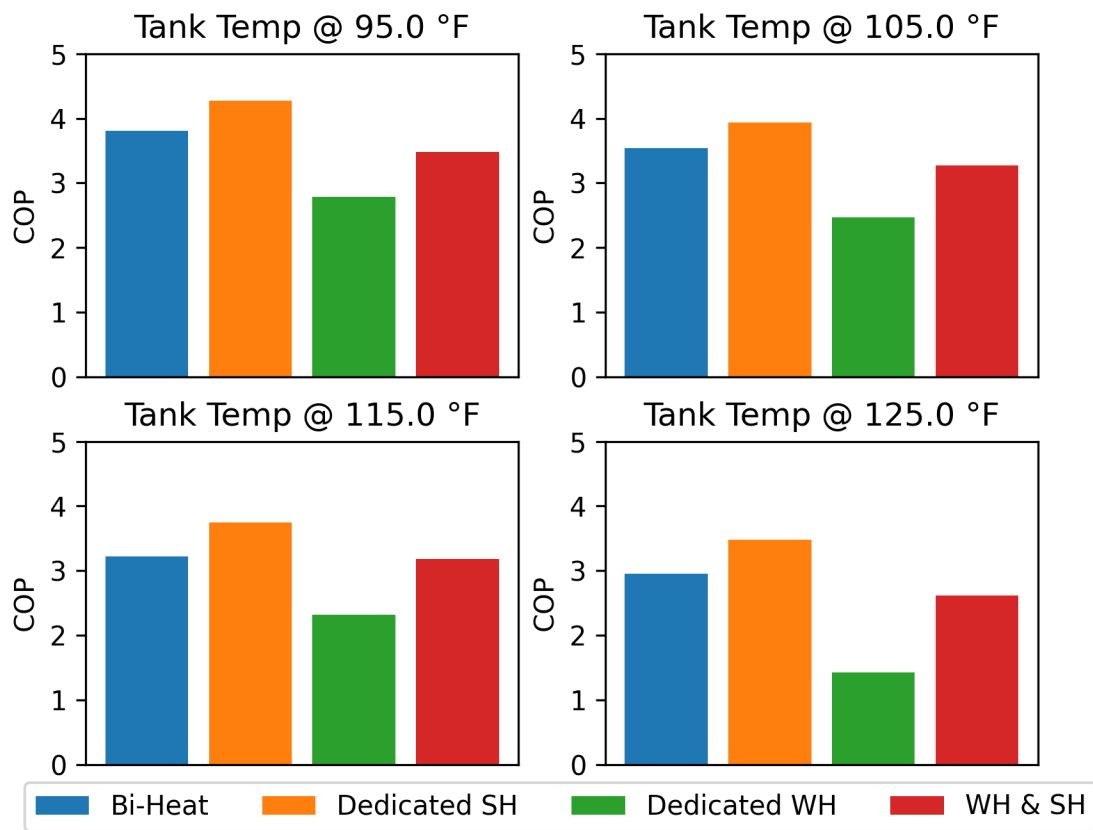 Tank Temp @ 95.0 °F
5
4
3
2
1
0
COP
Tank Temp @ 105.0 °F
5
4
3
2
1
0
COP
Tank Temp @ 115.0 °F
5
4
3
2
1
0
COP
Tank Temp @ 125.0 °F
5
4
3
2
1
0
COP
Bi-Heat Dedicated SH Dedicated WH WH & SH